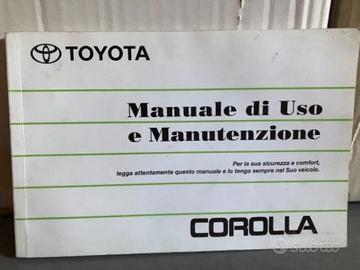 TOYOTA
Manuale di Uso
e Manutenzione
Per la sua sicurezza e comfort,
legga attentamente questo manuale e lo tenga sempre nel Suo veicolo.
COROLLA
subito